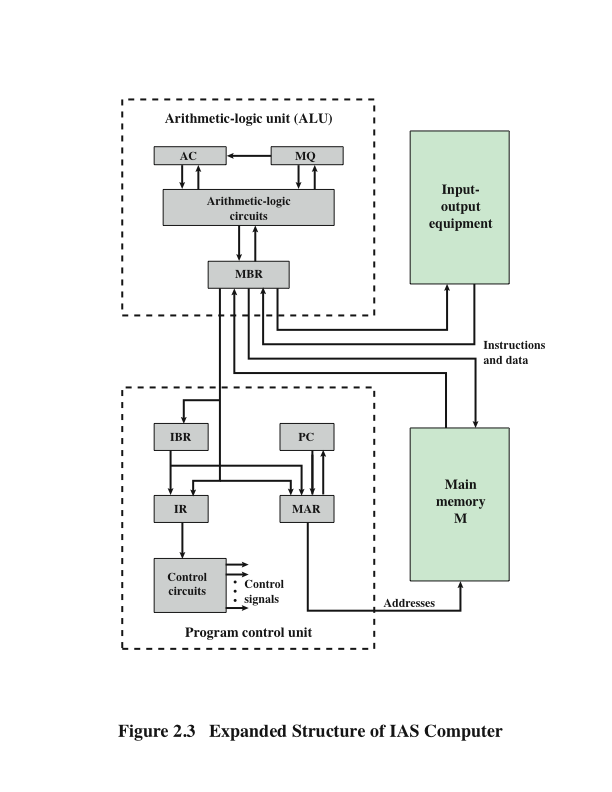 Arithmetic-logic unit (ALU)
AC
MQ
Arithmetic-logic
circuits
MBR
Input-
output
equipment
Instructions
and data
IBR
PC
IR
MAR
Main
memory
M
Control
circuits
Control
signals
Addresses
Program control unit
Figure 2.3 Expanded Structure of IAS Computer